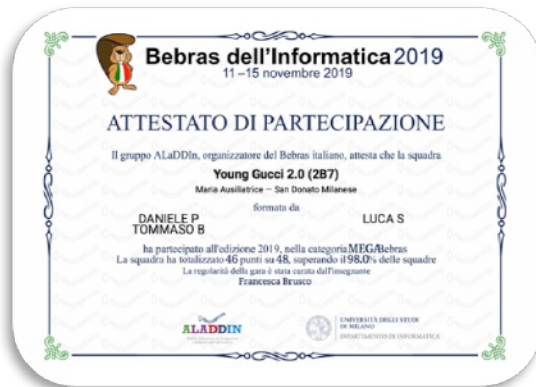 Bebras dell'Informatica 2019
11–15 novembre 2019
ATTESTATO DI PARTECIPAZIONE
Il gruppo ALaDDIn, organizzatore del Bebras italiano, attesta che la squadra
Young Gucci 2.0 (2B7)
Maria Ausiliatrice – San Donato Milanese
formata da
DANIELE P LUCA S
TOMMASO B
ha partecipato all'edizione 2019, nella categoria MEGABebras
La squadra ha totalizzato 46 punti su 48, superando il 98.0% delle squadre
La regolarità della gara è stata curata dall'insegnante
Francesca Brusco
ALADDIN
UNIVERSITÀ DEGLI STUDI
DI MILANO
DIPARTIMENTO DI INFORMATICA